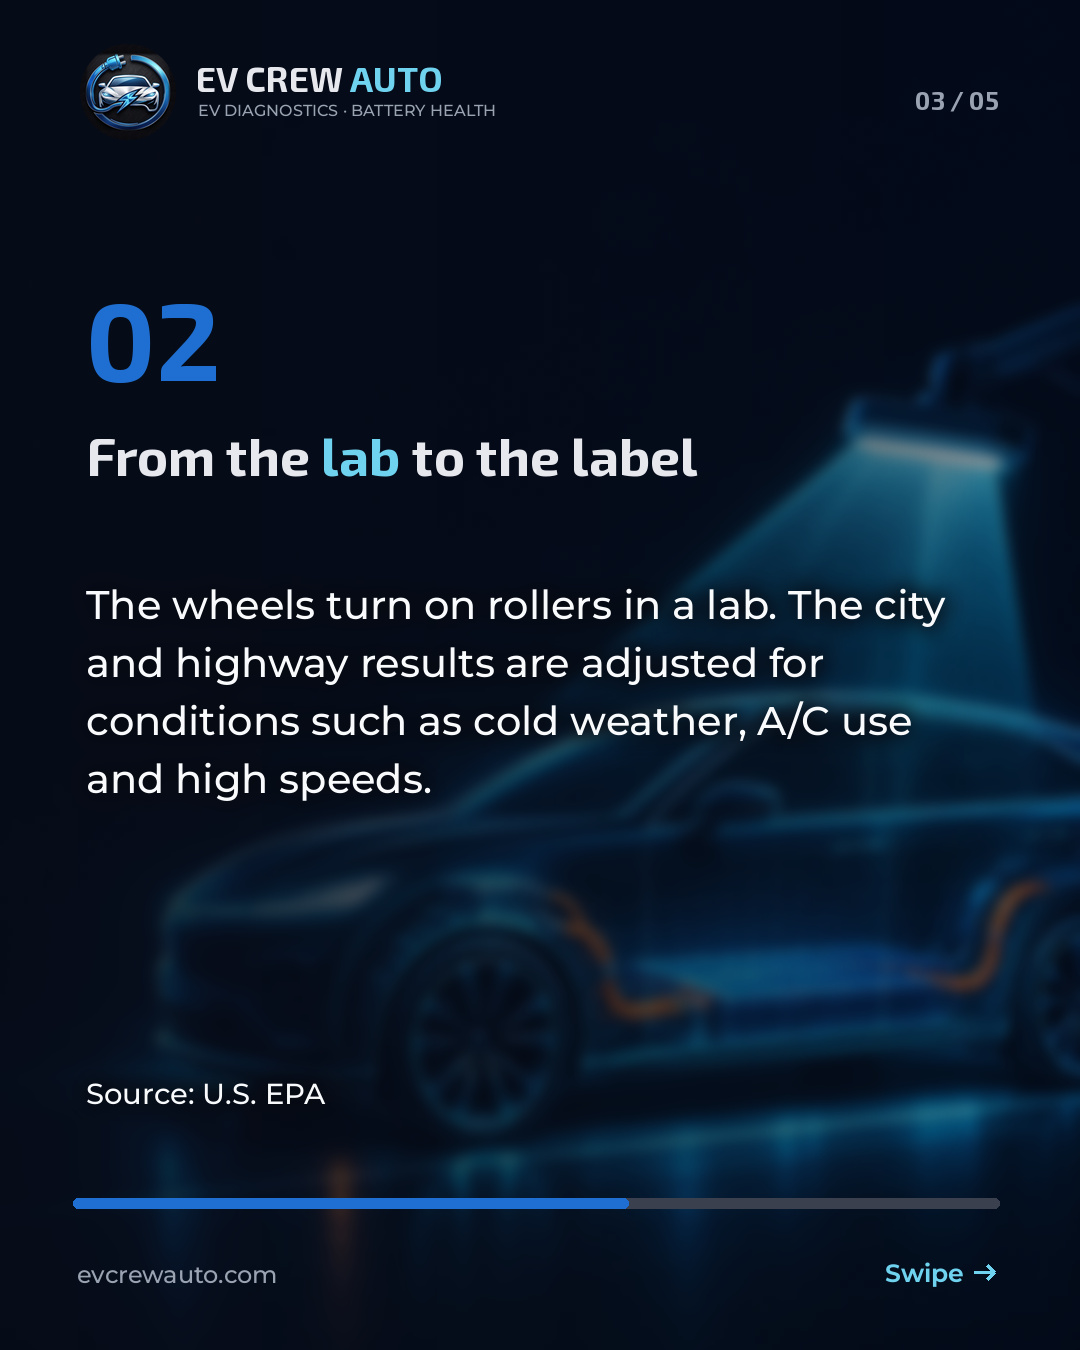 EV CREW AUTO
EV DIAGNOSTICS · BATTERY HEALTH
03 / 05
02
From the lab to the label
The wheels turn on rollers in a lab. The city
and highway results are adjusted for
conditions such as cold weather, A/C use
and high speeds.
Source: U.S. EPA
evcrewauto.com
Swipe →